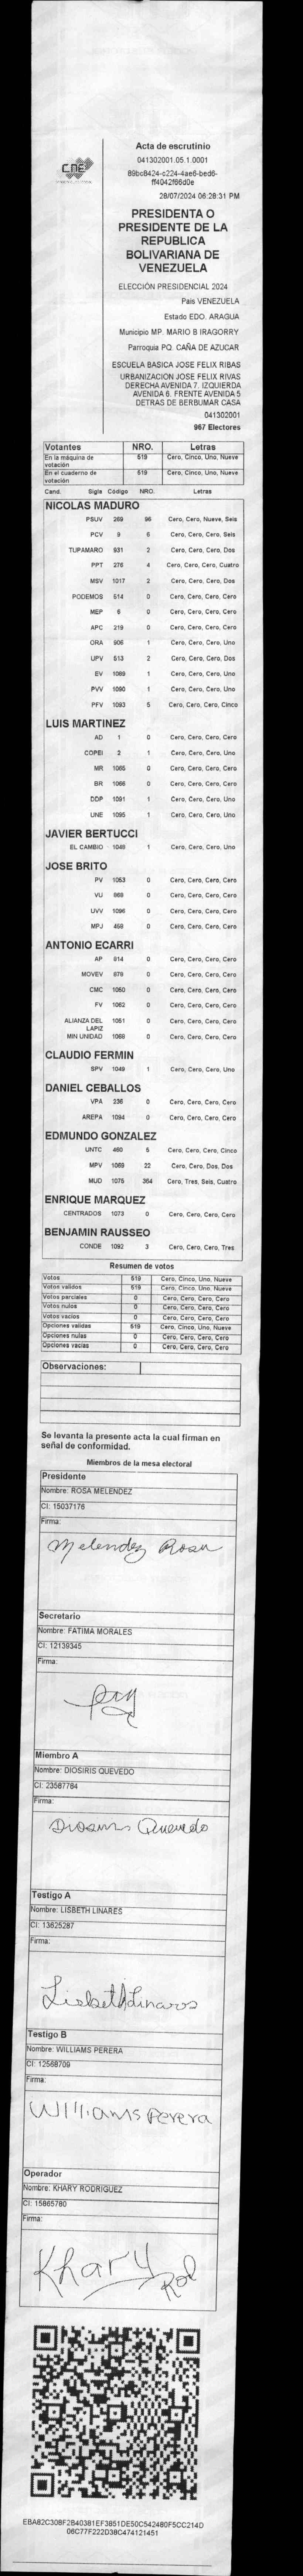 CNE
Acta de escrutinio
041302001.05.1.0001
89bc8424-c224-4ae6-bed6-
ff4042f66d0e
28/07/2024 06:28:31 PM
PRESIDENTA O
PRESIDENTE DE LA
REPUBLICA
BOLIVARIANA DE
VENEZUELA
ELECCIÓN PRESIDENCIAL 2024
País VENEZUELA
Estado EDO. ARAGUA
Municipio MP. MARIO B IRAGORRY
Parroquia PQ. CAÑA DE AZUCAR
ESCUELA BASICA JOSE FELIX RIBAS
URBANIZACION JOSE FELIX RIVAS
DERECHA AVENIDA 7. IZQUIERDA
AVENIDA 6. FRENTE AVENIDA 5
DETRAS DE BERBUMAR CASA
041302001
967 Electores
Votantes NRO. Letras
En la máquina de votación 519 Cero, Cinco, Uno, Nueve
En el cuaderno de votación 519 Cero, Cinco, Uno, Nueve
Cand. Sigla Código NRO. Letras
NICOLAS MADURO
PSUV 269 96 Cero, Cero, Nueve, Seis
PCV 9 6 Cero, Cero, Cero, Seis
TUPAMARO 931 2 Cero, Cero, Cero, Dos
PPT 276 4 Cero, Cero, Cero, Cuatro
MSV 1017 2 Cero, Cero, Cero, Dos
PODEMOS 514 0 Cero, Cero, Cero, Cero
MEP 6 0 Cero, Cero, Cero, Cero
APC 219 0 Cero, Cero, Cero, Cero
ORA 906 1 Cero, Cero, Cero, Uno
UPV 513 2 Cero, Cero, Cero, Dos
EV 1089 1 Cero, Cero, Cero, Uno
PVV 1090 1 Cero, Cero, Cero, Uno
PFV 1093 5 Cero, Cero, Cero, Cinco
LUIS MARTINEZ
AD 1 0 Cero, Cero, Cero, Cero
COPEI 2 1 Cero, Cero, Cero, Uno
MR 1065 0 Cero, Cero, Cero, Cero
BR 1066 0 Cero, Cero, Cero, Cero
DDP 1091 1 Cero, Cero, Cero, Uno
UNE 1095 1 Cero, Cero, Cero, Uno
JAVIER BERTUCCI
EL CAMBIO 1048 1 Cero, Cero, Cero, Uno
JOSE BRITO
PV 1053 0 Cero, Cero, Cero, Cero
VU 868 0 Cero, Cero, Cero, Cero
UVV 1096 0 Cero, Cero, Cero, Cero
MPJ 458 0 Cero, Cero, Cero, Cero
ANTONIO ECARRI
AP 814 0 Cero, Cero, Cero, Cero
MOVEV 878 0 Cero, Cero, Cero, Cero
CMC 1050 0 Cero, Cero, Cero, Cero
FV 1062 0 Cero, Cero, Cero, Cero
ALIANZA DEL LAPIZ 1051 0 Cero, Cero, Cero, Cero
MIN UNIDAD 1068 0 Cero, Cero, Cero, Cero
CLAUDIO FERMIN
SPV 1049 1 Cero, Cero, Cero, Uno
DANIEL CEBALLOS
VPA 236 0 Cero, Cero, Cero, Cero
AREPA 1094 0 Cero, Cero, Cero, Cero
EDMUNDO GONZALEZ
UNTC 460 5 Cero, Cero, Cero, Cinco
MPV 1069 22 Cero, Cero, Dos, Dos
MUD 1075 364 Cero, Tres, Seis, Cuatro
ENRIQUE MARQUEZ
CENTRADOS 1073 0 Cero, Cero, Cero, Cero
BENJAMIN RAUSSEO
CONDE 1092 3 Cero, Cero, Cero, Tres
Resumen de votos
Votos 519 Cero, Cinco, Uno, Nueve
Votos validos 519 Cero, Cinco, Uno, Nueve
Votos parciales 0 Cero, Cero, Cero, Cero
Votos nulos 0 Cero, Cero, Cero, Cero
Votos vacios 0 Cero, Cero, Cero, Cero
Opciones validas 519 Cero, Cinco, Uno, Nueve
Opciones nulas 0 Cero, Cero, Cero, Cero
Opciones vacias 0 Cero, Cero, Cero, Cero
Observaciones:
Se levanta la presente acta la cual firman en
señal de conformidad.
Miembros de la mesa electoral
Presidente
Nombre: ROSA MELENDEZ
CI: 15037176
Firma:
Melendez Rosa
Secretario
Nombre: FATIMA MORALES
CI: 12139345
Firma:
Miembro A
Nombre: DIOSIRIS QUEVEDO
CI: 23587784
Firma:
Diosiris Quevedo
Testigo A
Nombre: LISBETH LINARES
CI: 13625287
Firma:
Lisbeth Linares
Testigo B
Nombre: WILLIAMS PERERA
CI: 12568709
Firma:
Williams Perera
Operador
Nombre: KHARY RODRIGUEZ
CI: 15865780
Firma:
Khary Rod
EBA82C308F2B40381EF3851DE50C542480F5CC214D
06C77F222D38C474121451